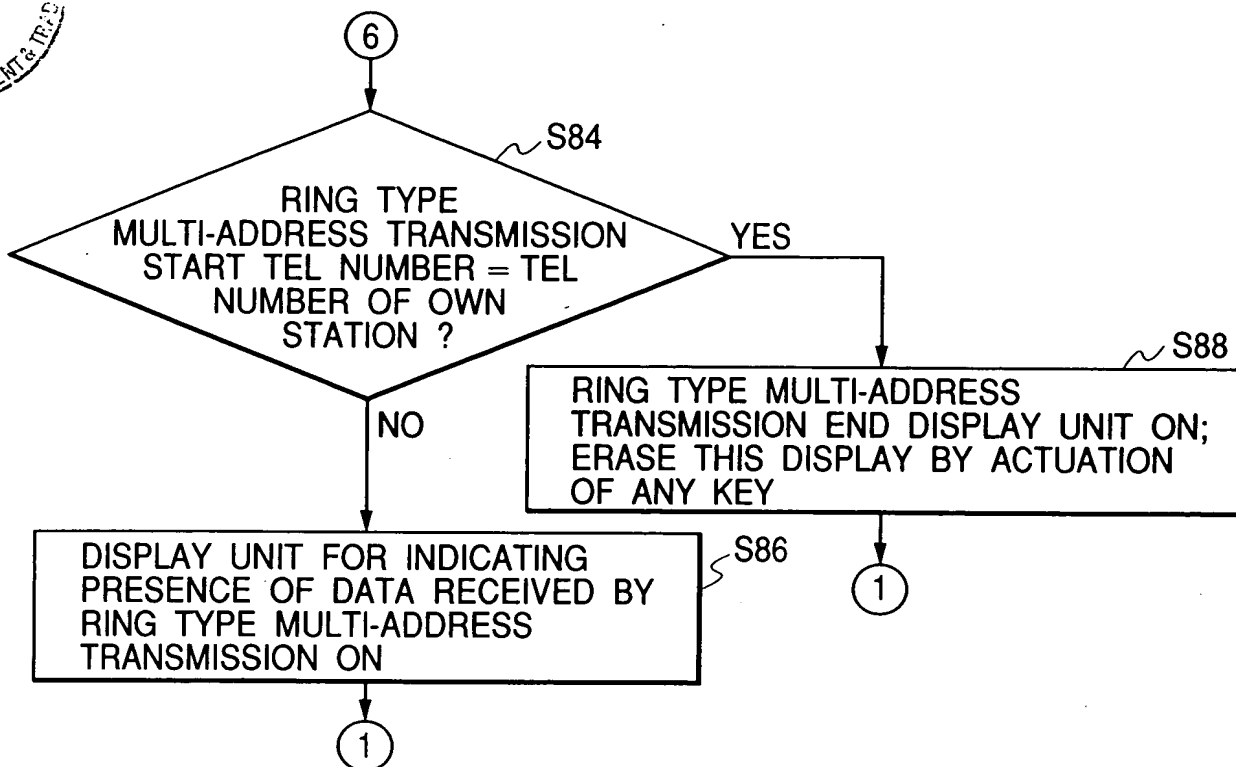 6
S84
RING TYPE
MULTI-ADDRESS TRANSMISSION
START TEL NUMBER = TEL
NUMBER OF OWN
STATION ?
YES
NO
S88
RING TYPE MULTI-ADDRESS
TRANSMISSION END DISPLAY UNIT ON;
ERASE THIS DISPLAY BY ACTUATION
OF ANY KEY
1
S86
DISPLAY UNIT FOR INDICATING
PRESENCE OF DATA RECEIVED BY
RING TYPE MULTI-ADDRESS
TRANSMISSION ON
1